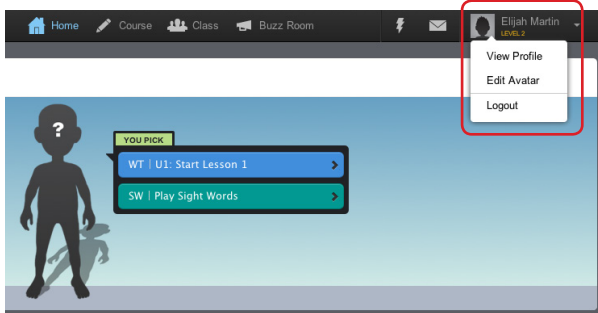 Home Course Class Buzz Room Elijah Martin
LEVEL 2
View Profile
Edit Avatar
Logout
?
YOU PICK
WT | U1: Start Lesson 1
SW | Play Sight Words